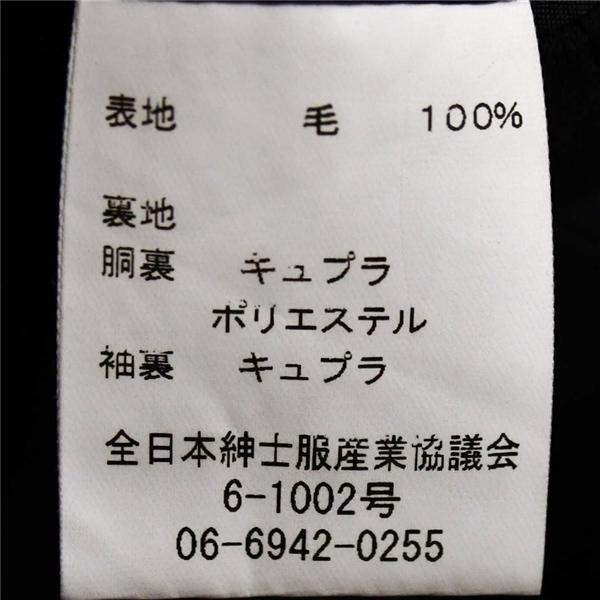 表地 毛 100%
裏地
胴裏 キュプラ
ポリエステル
袖裏 キュプラ
全日本紳士服産業協議会
6-1002号
06-6942-0255